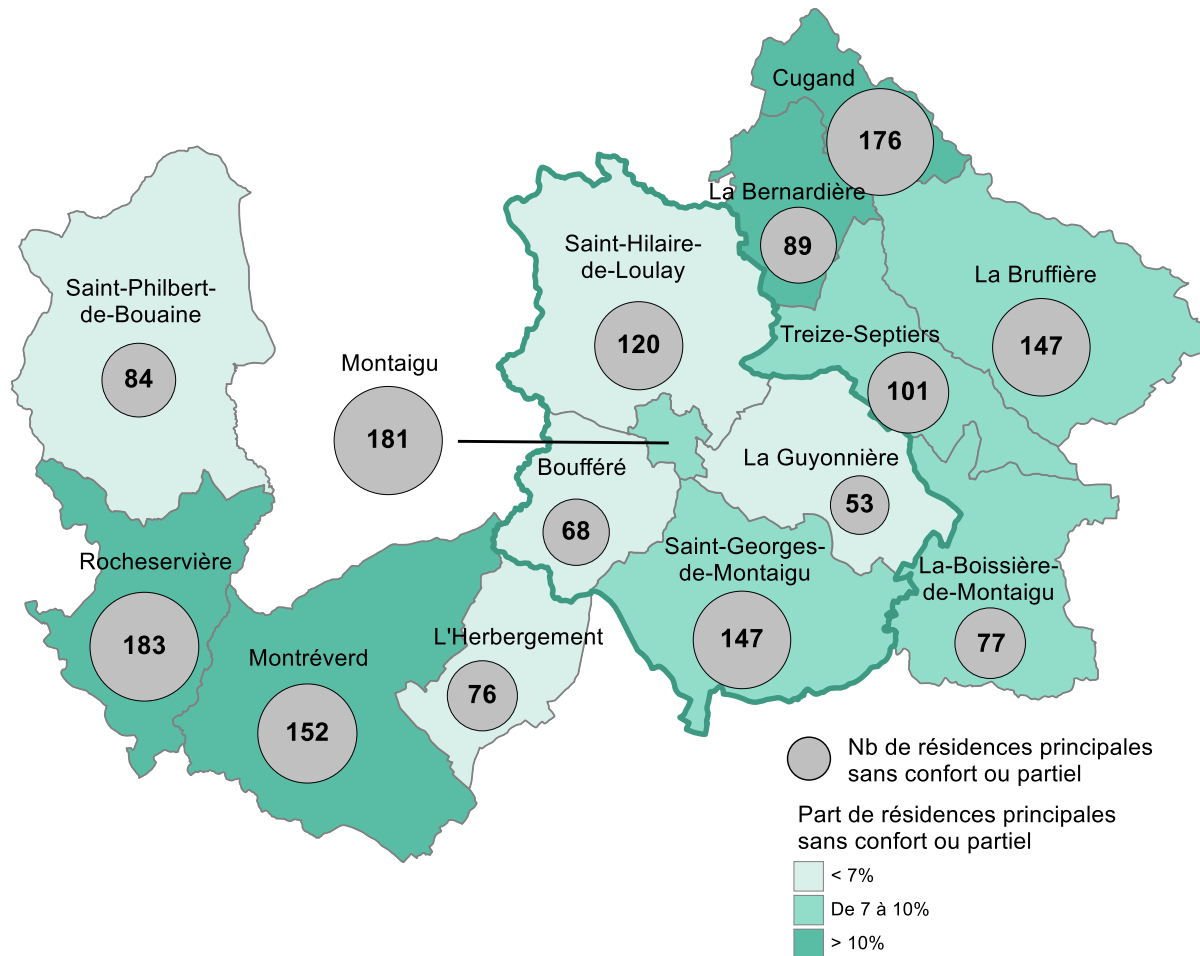 Cugand
176
La Bernardière
89
Saint-Hilaire-
de-Loulay
120
La Bruffière
147
Saint-Philbert-
de-Bouaine
84
Treize-Septiers
101
Montaigu
181
Boufféré
68
La Guyonnière
53
Saint-Georges-
de-Montaigu
147
La-Boissière-
de-Montaigu
77
Rocheservière
183
Montréverd
152
L'Herbergement
76
Nb de résidences principales
sans confort ou partiel
Part de résidences principales
sans confort ou partiel
< 7%
De 7 à 10%
> 10%